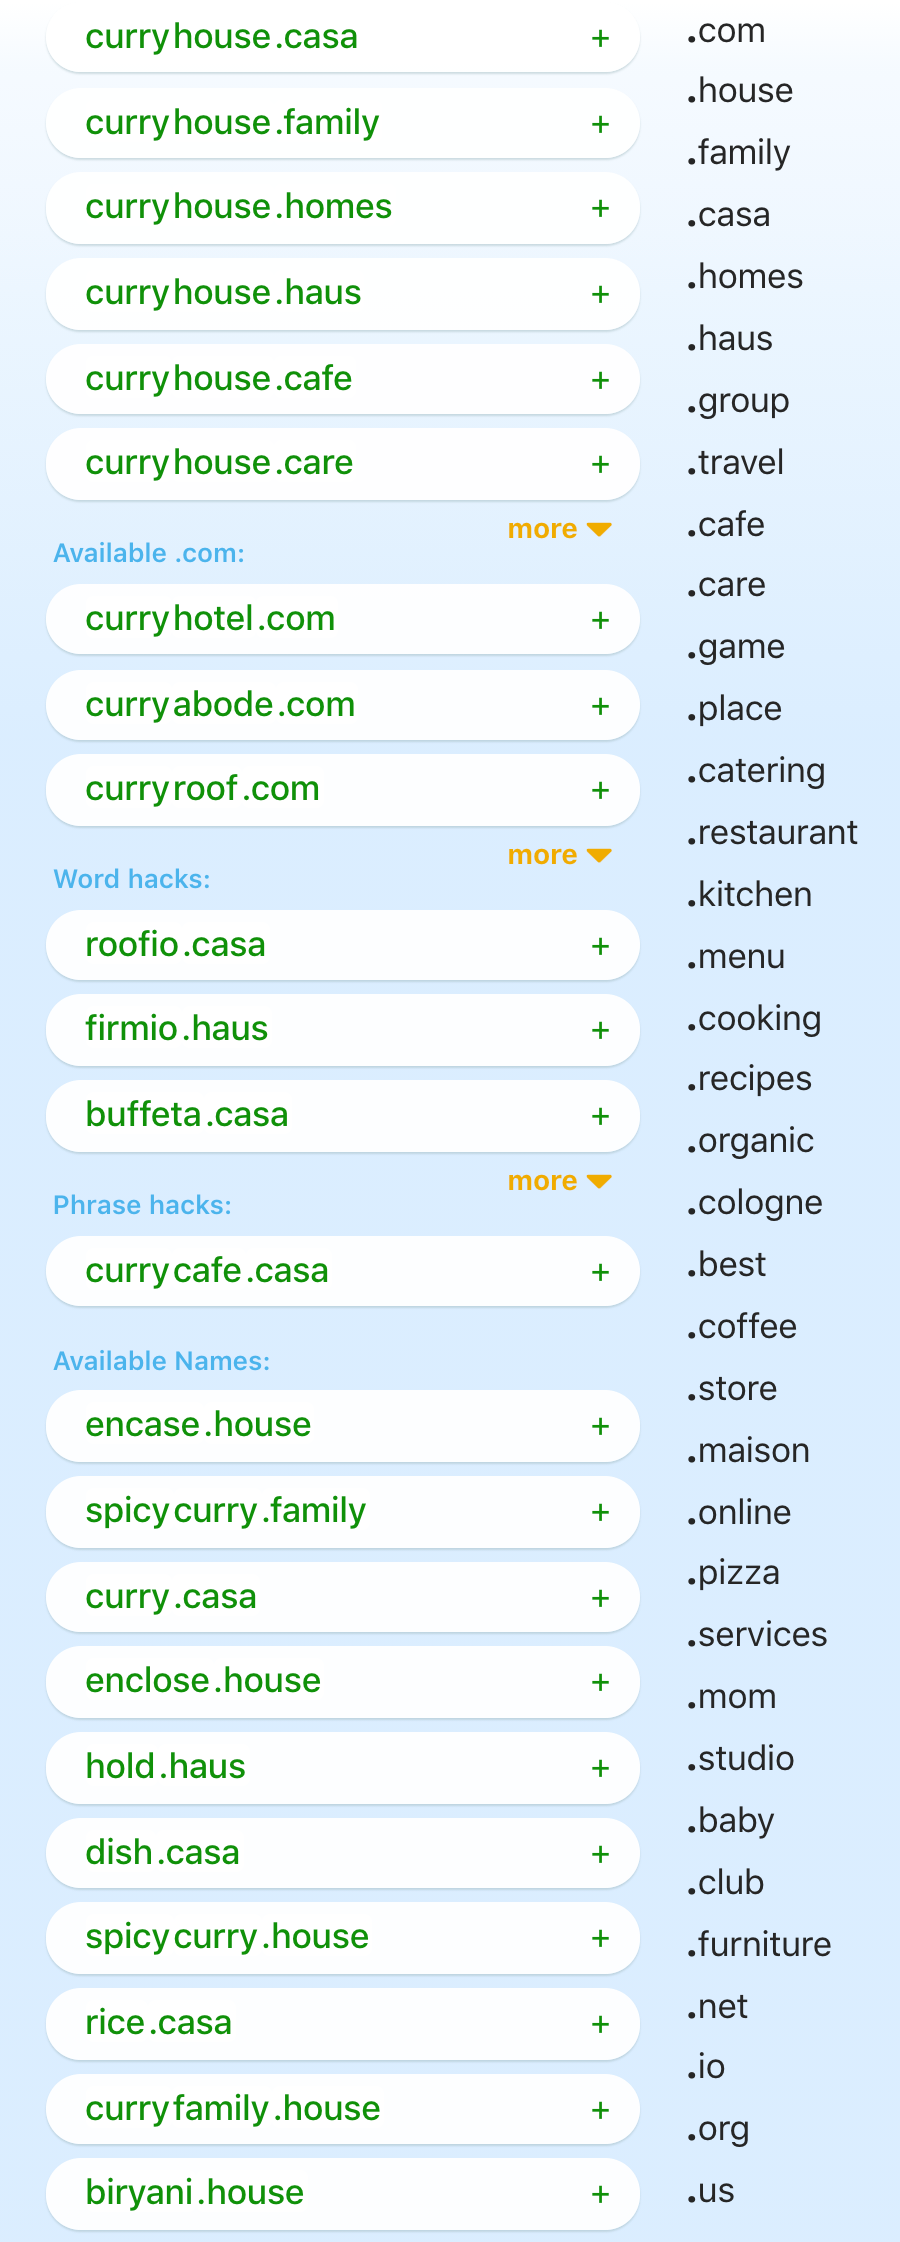 curryhouse.casa +
curryhouse.family +
curryhouse.homes +
curryhouse.haus +
curryhouse.cafe +
curryhouse.care +
more
Available .com:
curryhotel.com +
curryabode.com +
curryroof.com +
more
Word hacks:
roofio.casa +
firmio.haus +
buffeta.casa +
more
Phrase hacks:
currycafe.casa +
Available Names:
encase.house +
spicycurry.family +
curry.casa +
enclose.house +
hold.haus +
dish.casa +
spicycurry.house +
rice.casa +
curryfamily.house +
biryani.house +
.com
.house
.family
.casa
.homes
.haus
.group
.travel
.cafe
.care
.game
.place
.catering
.restaurant
.kitchen
.menu
.cooking
.recipes
.organic
.cologne
.best
.coffee
.store
.maison
.online
.pizza
.services
.mom
.studio
.baby
.club
.furniture
.net
.io
.org
.us